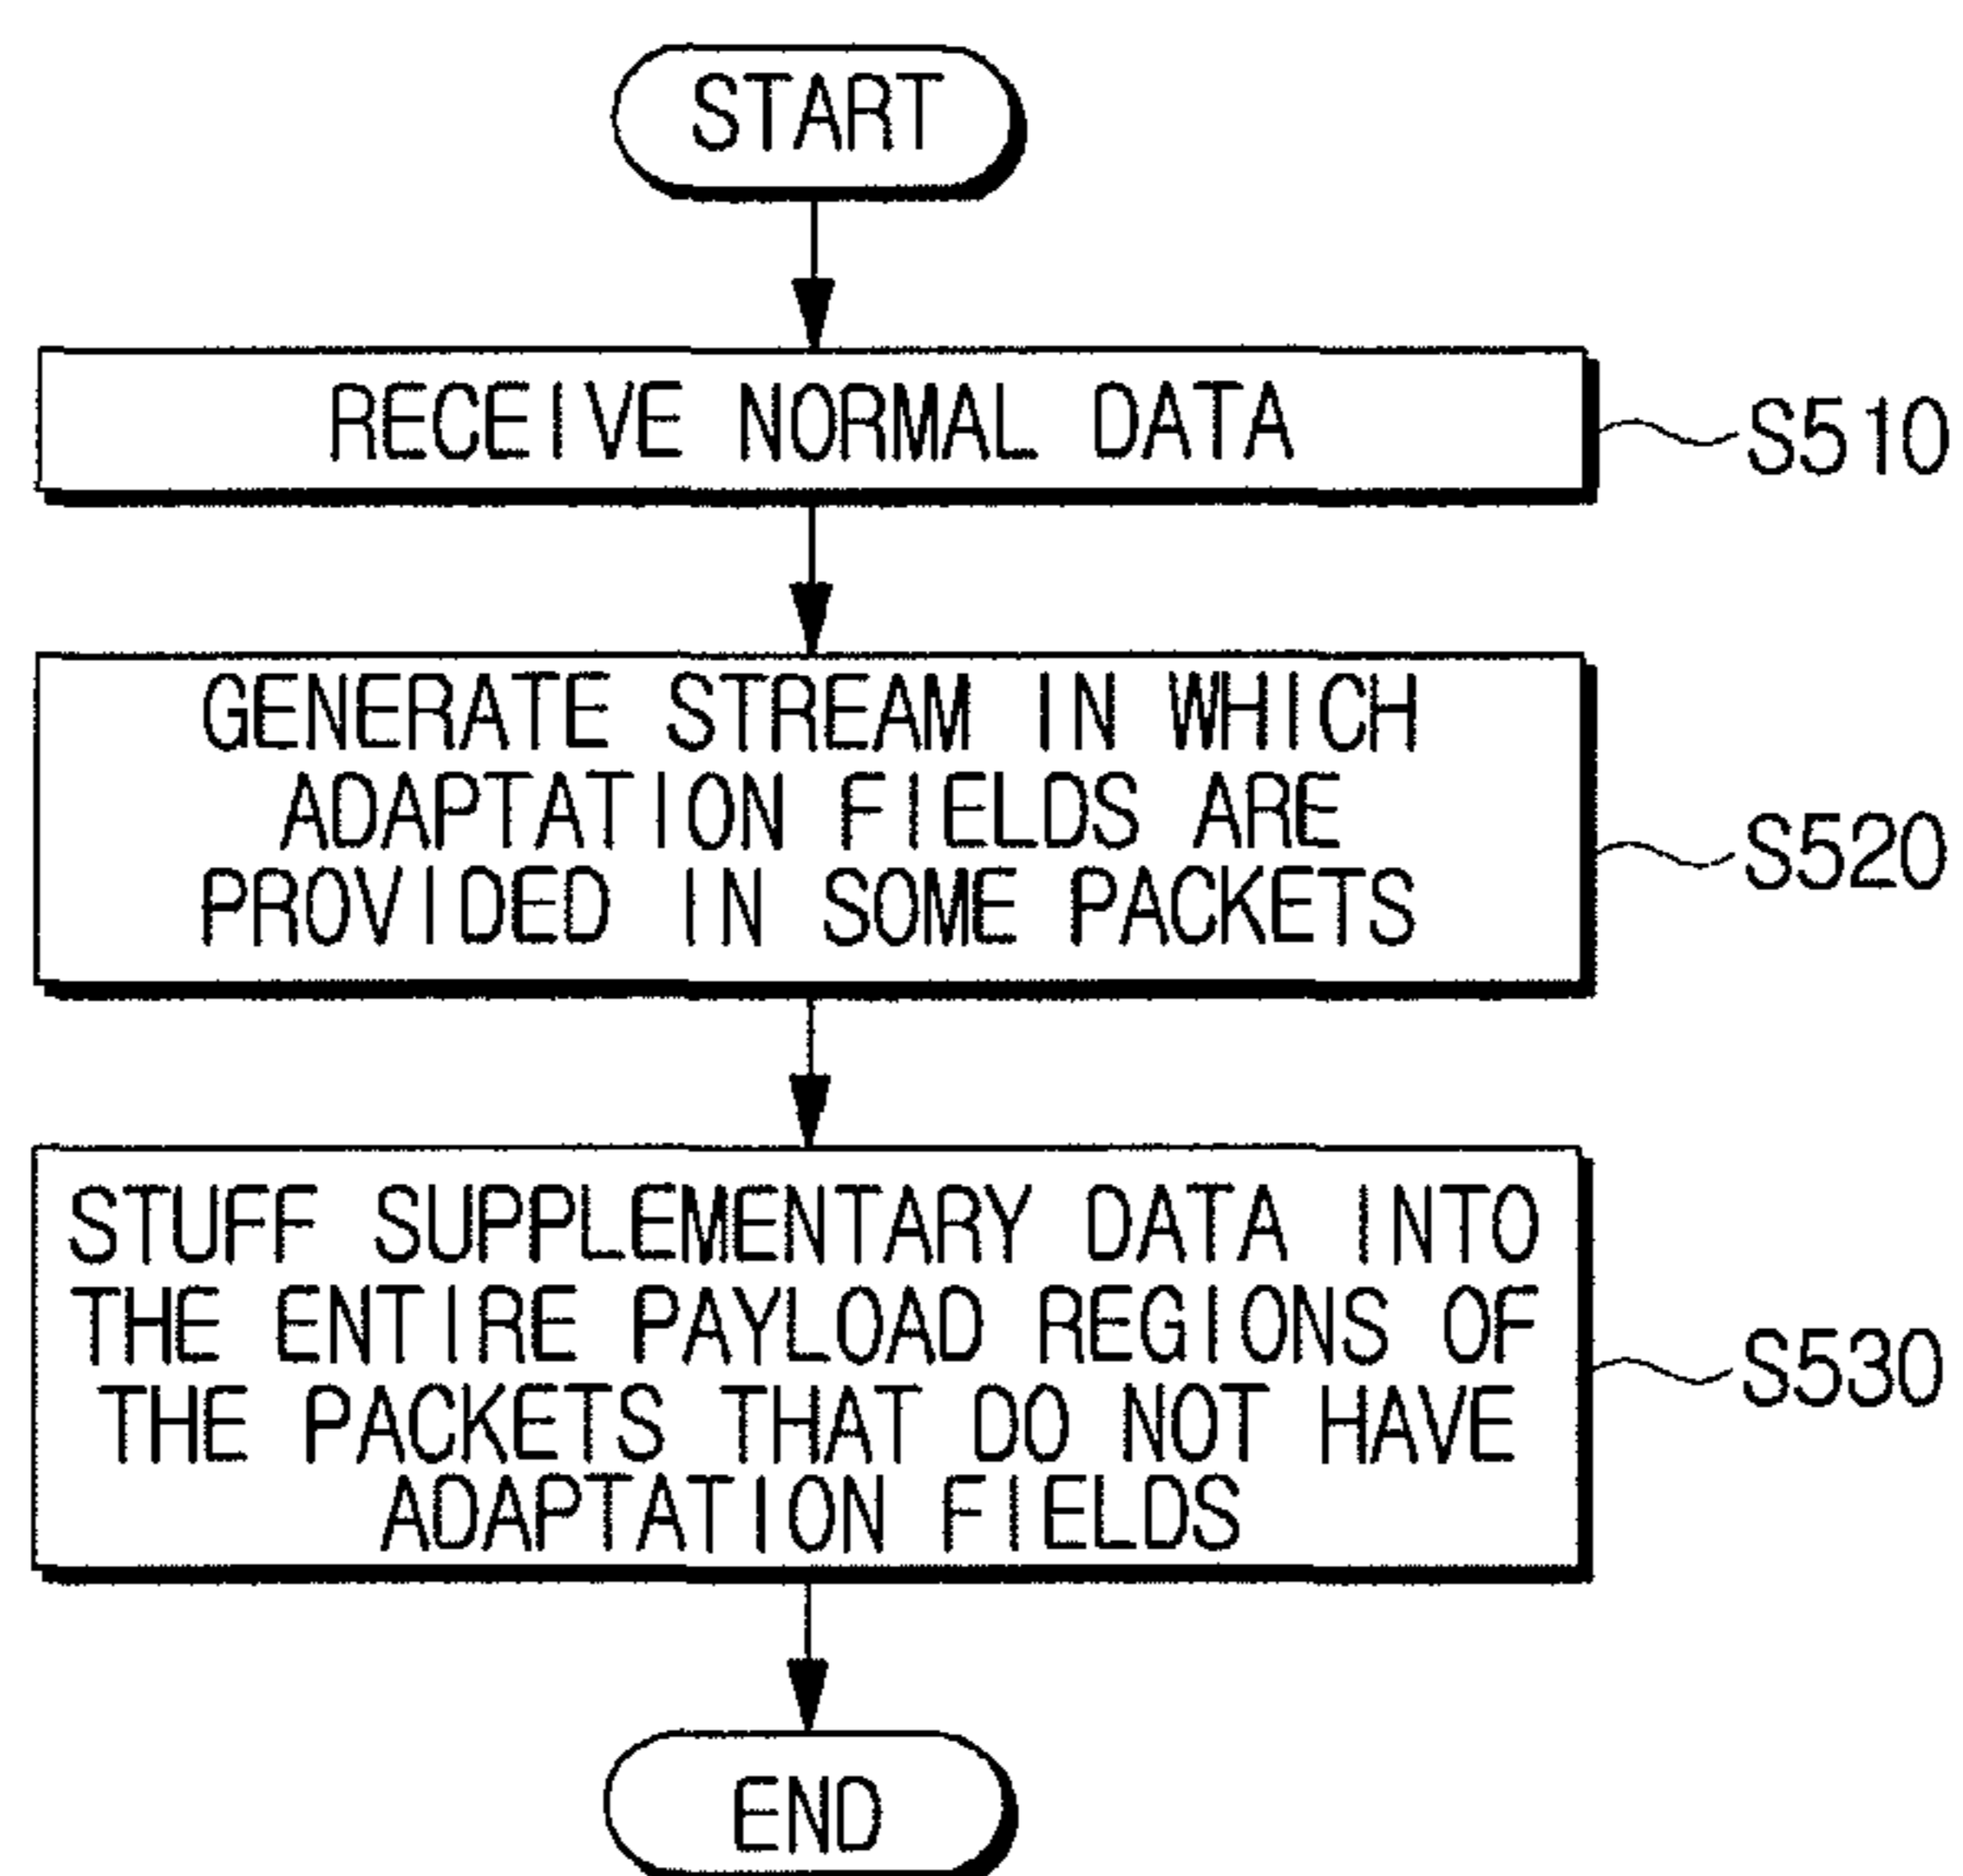 START
RECEIVE NORMAL DATA
S510
GENERATE STREAM IN WHICH
ADAPTATION FIELDS ARE
PROVIDED IN SOME PACKETS
S520
STUFF SUPPLEMENTARY DATA INTO
THE ENTIRE PAYLOAD REGIONS OF
THE PACKETS THAT DO NOT HAVE
ADAPTATION FIELDS
S530
END